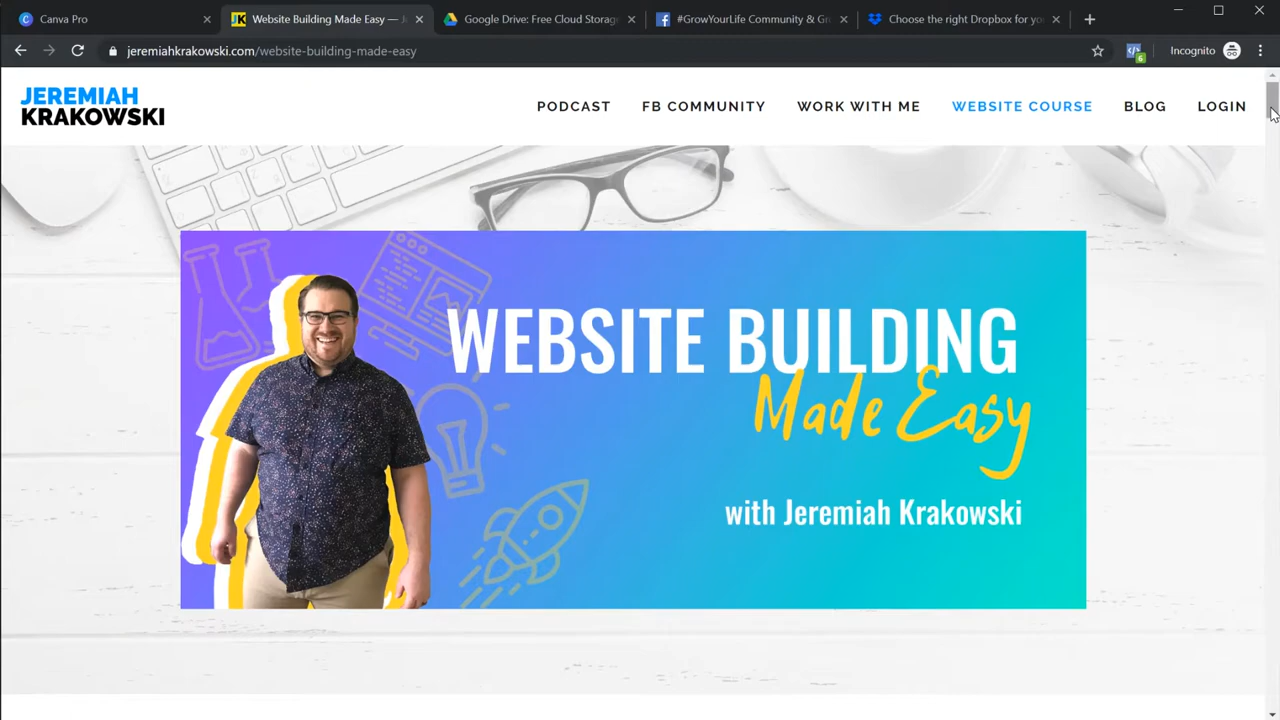 Canva Pro
Website Building Made Easy — J
Google Drive: Free Cloud Storage
#GrowYourLife Community & Gr
Choose the right Dropbox for yo
jeremiahkrakowski.com/website-building-made-easy
6
Incognito
JEREMIAH
KRAKOWSKI
PODCAST
FB COMMUNITY
WORK WITH ME
WEBSITE COURSE
BLOG
LOGIN
WEBSITE BUILDING
Made Easy
with Jeremiah Krakowski